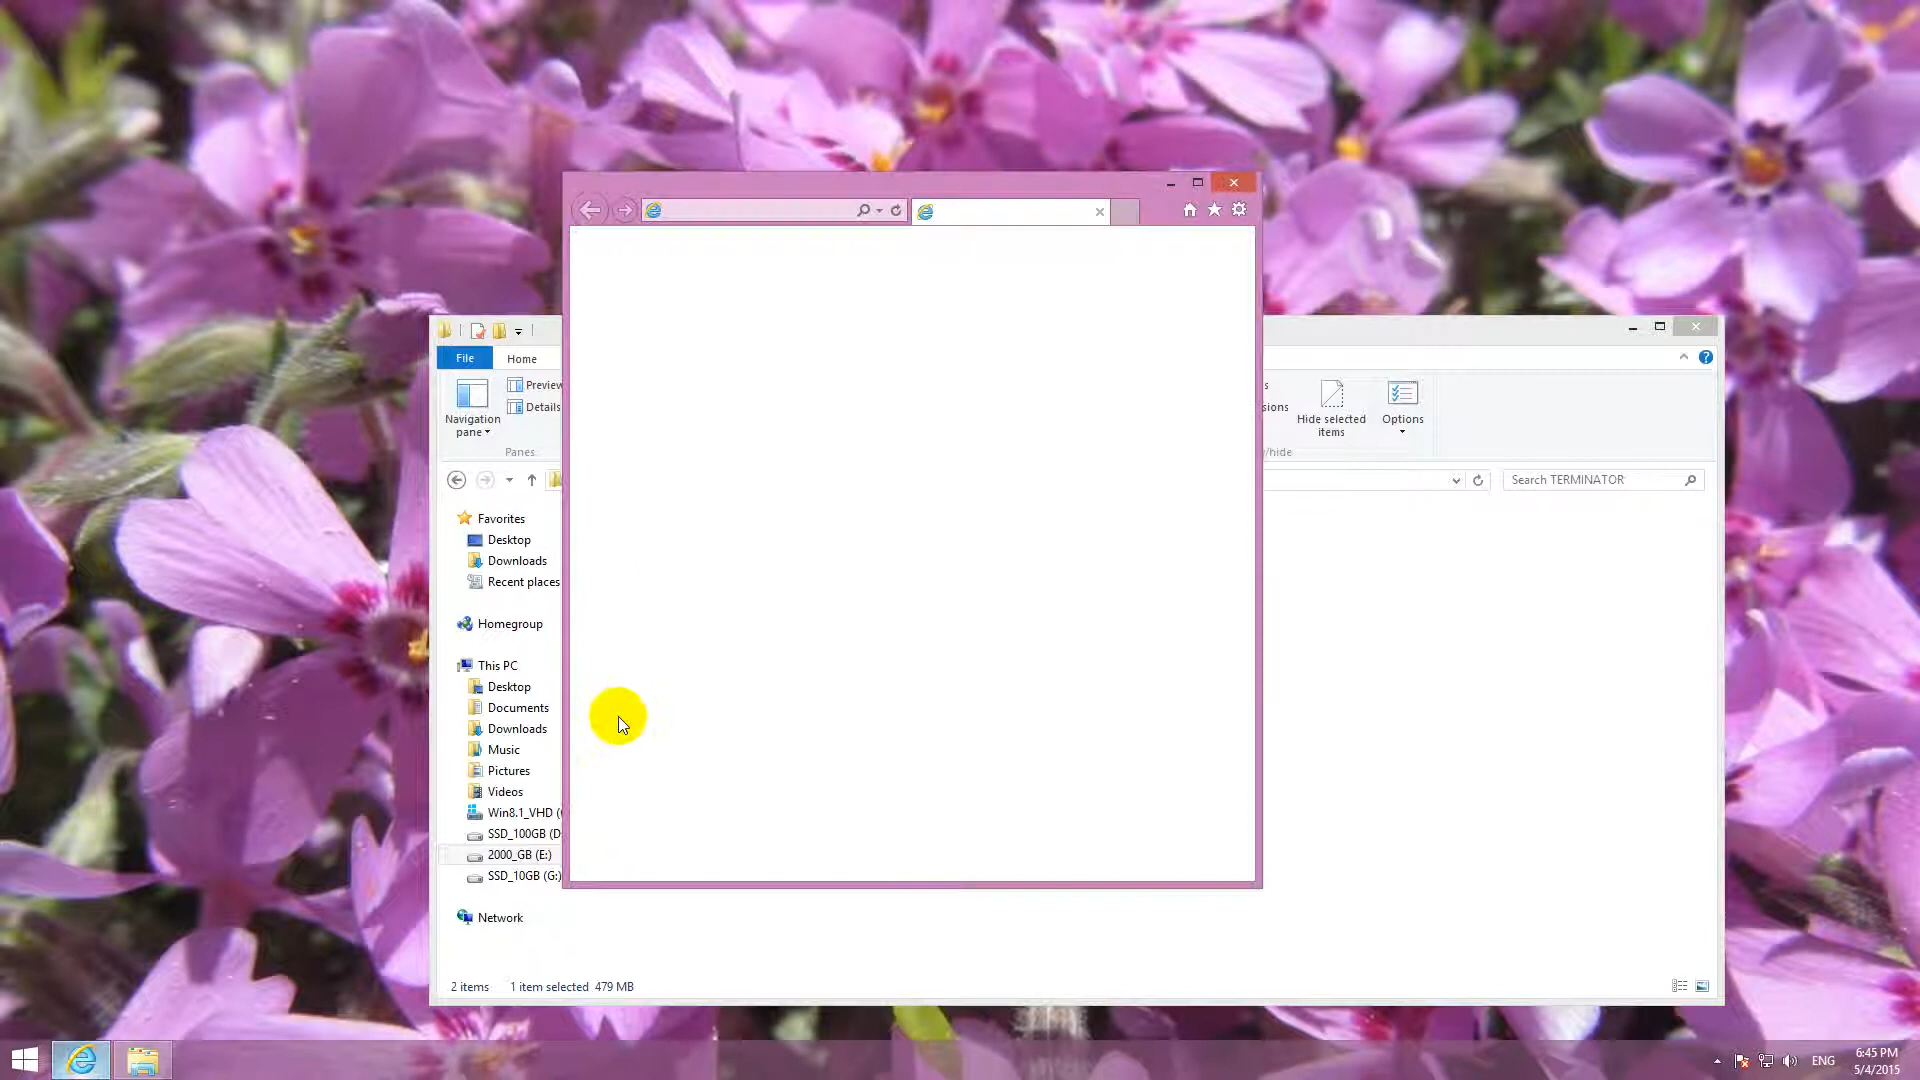 File
Home
Preview
Details
Navigation
pane
Panes
s
sions
Hide selected
items
Options
/hide
Search TERMINATOR
Favorites
Desktop
Downloads
Recent places
Homegroup
This PC
Desktop
Documents
Downloads
Music
Pictures
Videos
Win8.1_VHD (
SSD_100GB (D:
2000_GB (E:)
SSD_10GB (G:)
Network
2 items 1 item selected 479 MB
ENG
6:45 PM
5/4/2015